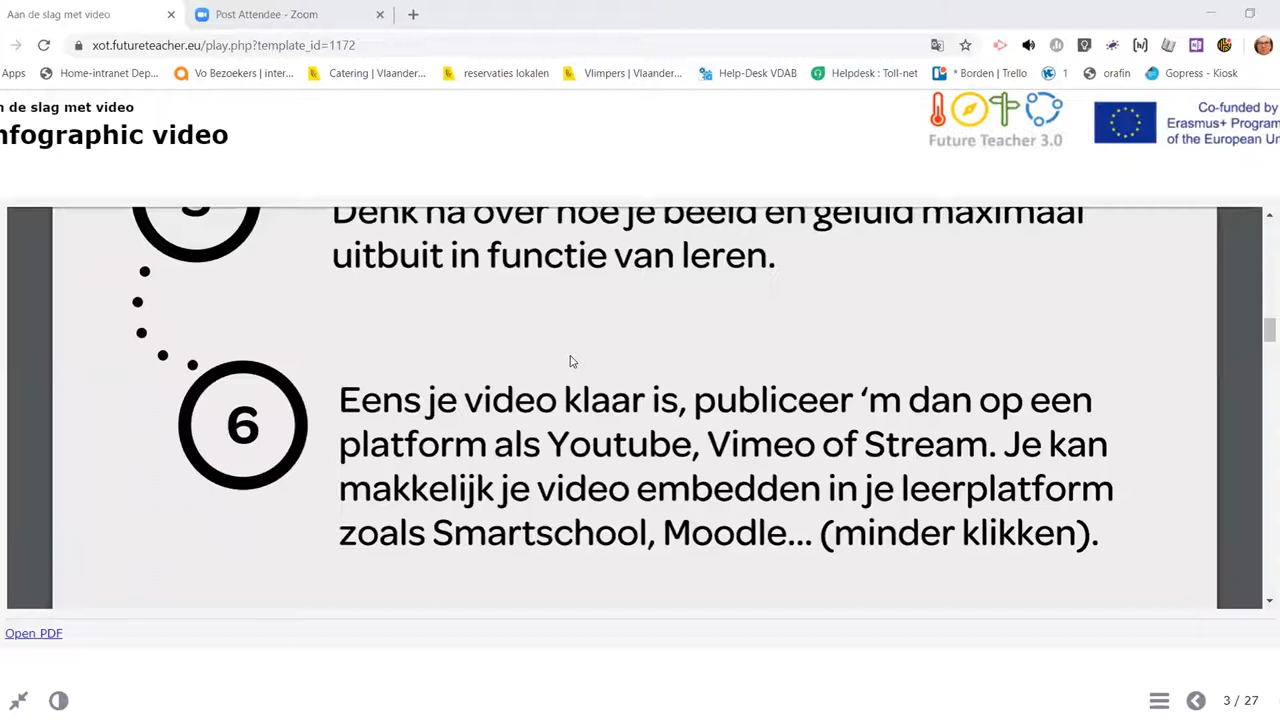 Aan de slag met video
Post Attendee - Zoom
xot.futureteacher.eu/play.php?template_id=1172
Apps Home-intranet Dep... Vo Bezoekers | inter... Catering | Vlaander... reservaties lokalen Vlimpers | Vlaander... Help-Desk VDAB Helpdesk : Toll-net * Borden | Trello 1 orafin Gopress - Kiosk
n de slag met video
nfographic video
Future Teacher 3.0
Co-funded by
Erasmus+ Program
of the European Un
Denk na over hoe je beeld en geluid maximaal
uitbuit in functie van leren.
6
Eens je video klaar is, publiceer ‘m dan op een
platform als Youtube, Vimeo of Stream. Je kan
makkelijk je video embedden in je leerplatform
zoals Smartschool, Moodle... (minder klikken).
Open PDF
3 / 27